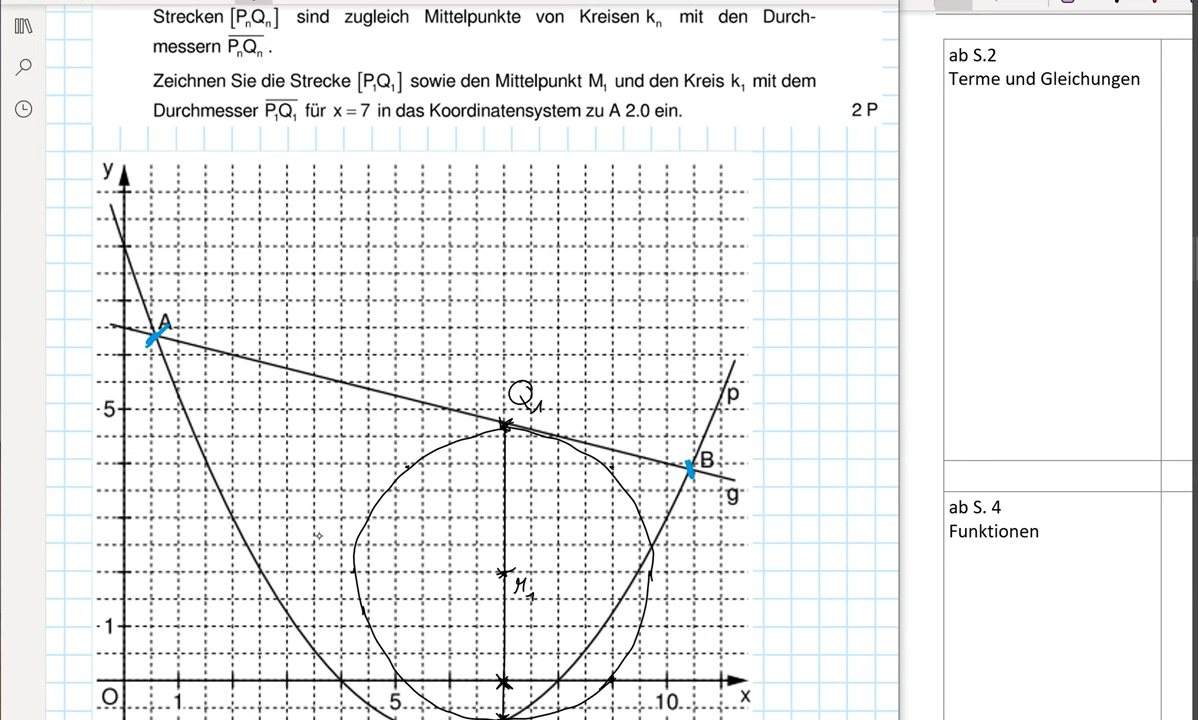 Strecken [PₙQₙ] sind zugleich Mittelpunkte von Kreisen kₙ mit den Durch-
messern P̅ₙ̅Q̅ₙ̅.
Zeichnen Sie die Strecke [P₁Q₁] sowie den Mittelpunkt M₁ und den Kreis k₁ mit dem
Durchmesser P̅₁̅Q̅₁̅ für x = 7 in das Koordinatensystem zu A 2.0 ein.
2 P
y
A
Q₁
p
5
B
g
M₁
1
O 1 5 10 x
ab S.2
Terme und Gleichungen
ab S. 4
Funktionen